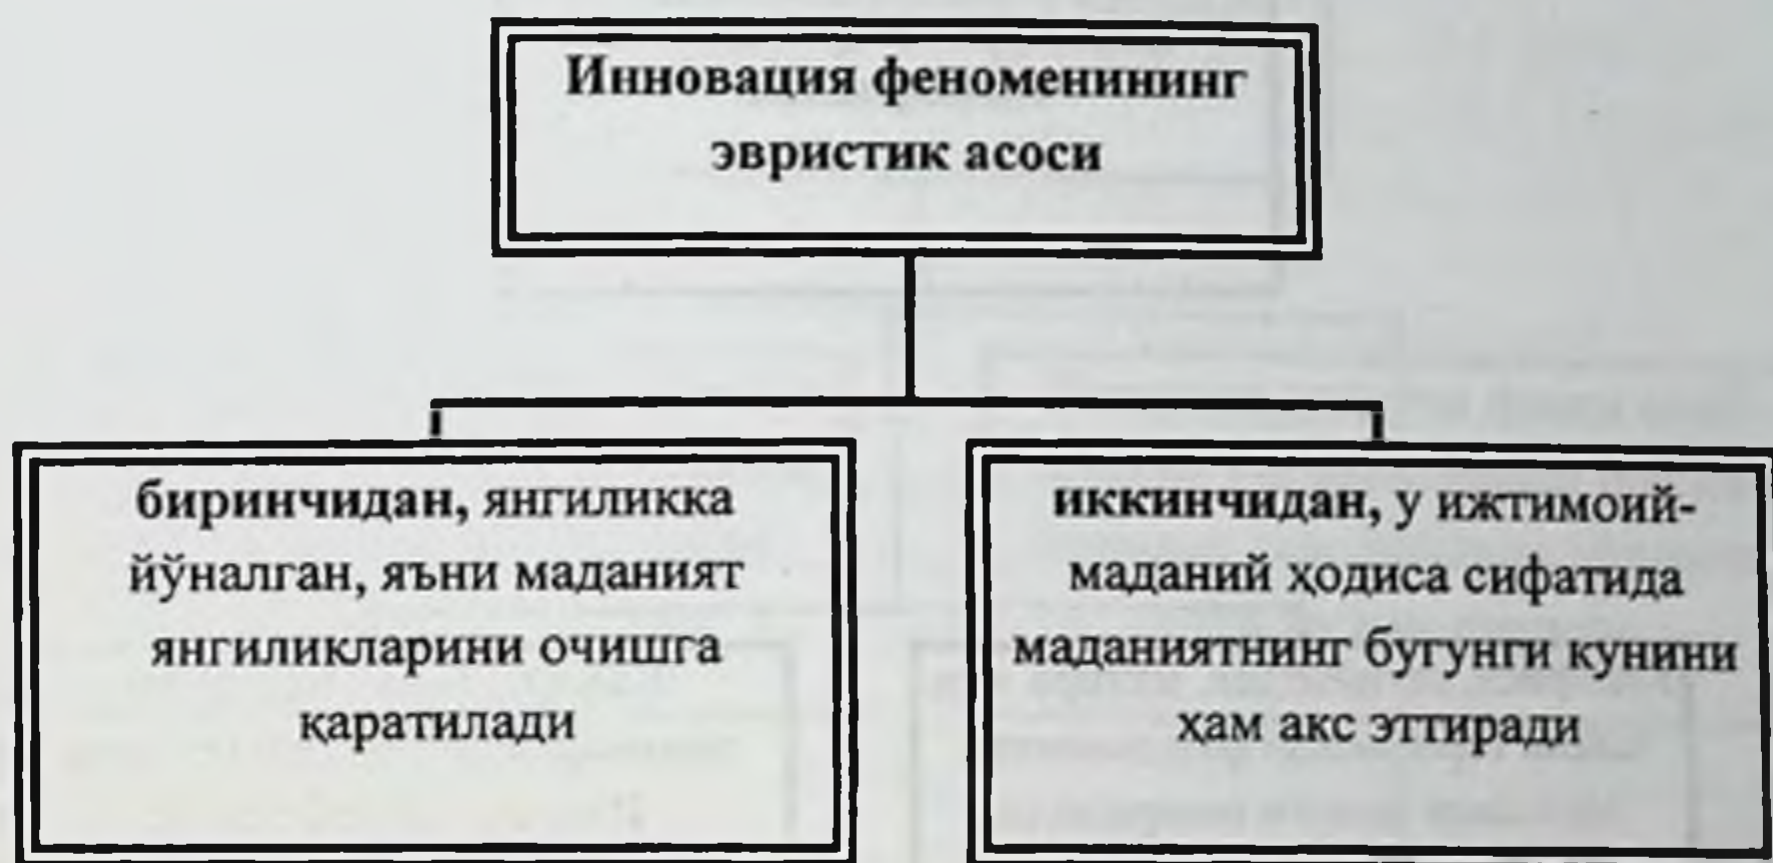 Инновация феноменининг
эвристик асоси
биринчидан, янгиликка
йўналган, яъни маданият
янгиликларини очишга
қаратилади
иккинчидан, у ижтимоий-
маданий ҳодиса сифатида
маданиятнинг бугунги кунини
ҳам акс эттиради